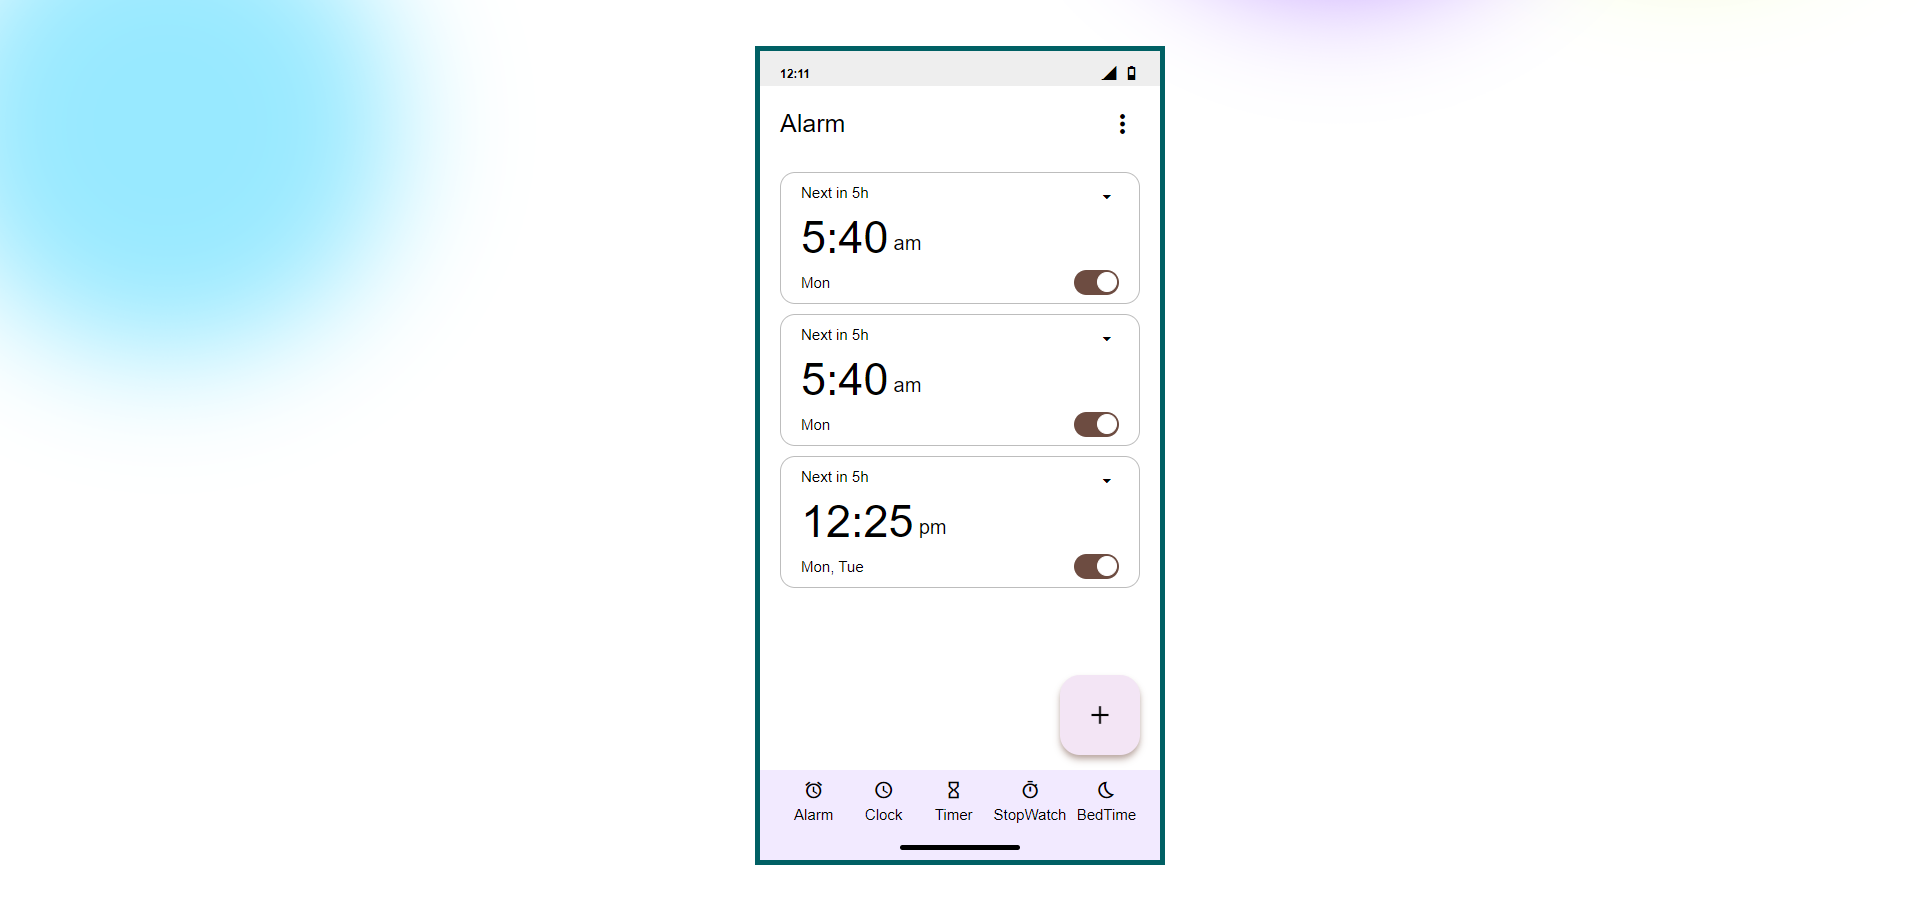 12:11
Alarm
Next in 5h
5:40 am
Mon
Next in 5h
5:40 am
Mon
Next in 5h
12:25 pm
Mon, Tue
+
Alarm Clock Timer StopWatch BedTime